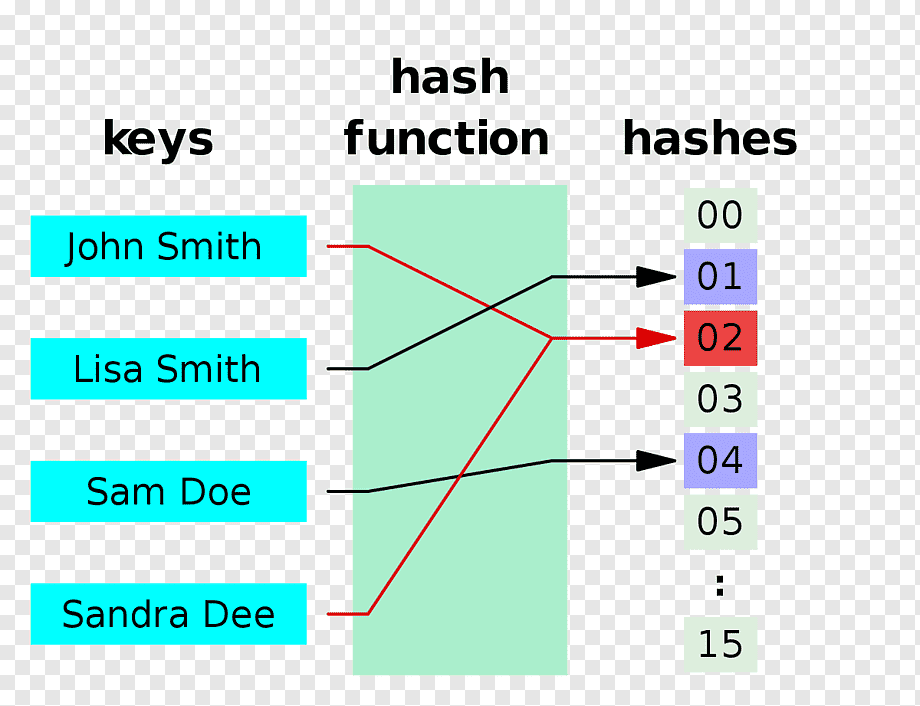 hash
keys function hashes
John Smith
Lisa Smith
Sam Doe
Sandra Dee
00
01
02
03
04
05
:
15